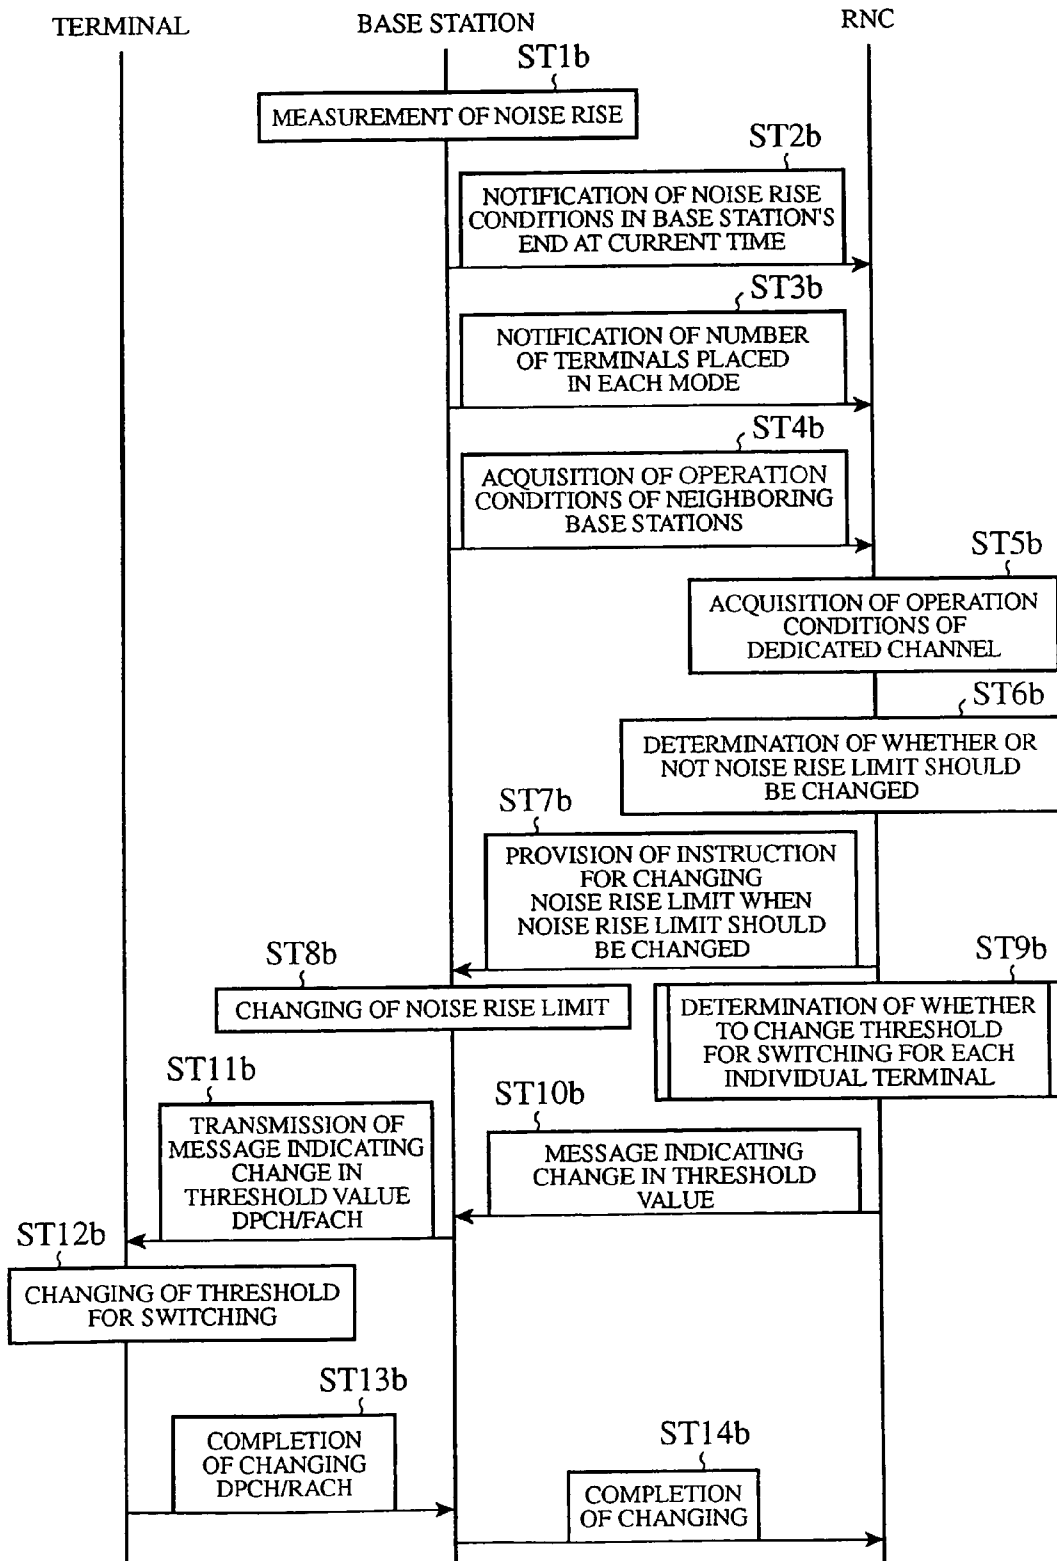 TERMINAL
BASE STATION
RNC
ST1b
MEASUREMENT OF NOISE RISE
ST2b
NOTIFICATION OF NOISE RISE
CONDITIONS IN BASE STATION'S
END AT CURRENT TIME
ST3b
NOTIFICATION OF NUMBER
OF TERMINALS PLACED
IN EACH MODE
ST4b
ACQUISITION OF OPERATION
CONDITIONS OF NEIGHBORING
BASE STATIONS
ST5b
ACQUISITION OF OPERATION
CONDITIONS OF
DEDICATED CHANNEL
ST6b
DETERMINATION OF WHETHER OR
NOT NOISE RISE LIMIT SHOULD
BE CHANGED
ST7b
PROVISION OF INSTRUCTION
FOR CHANGING
NOISE RISE LIMIT WHEN
NOISE RISE LIMIT SHOULD
BE CHANGED
ST8b
CHANGING OF NOISE RISE LIMIT
ST9b
DETERMINATION OF WHETHER
TO CHANGE THRESHOLD
FOR SWITCHING FOR EACH
INDIVIDUAL TERMINAL
ST10b
MESSAGE INDICATING
CHANGE IN THRESHOLD
VALUE
ST11b
TRANSMISSION OF
MESSAGE INDICATING
CHANGE IN
THRESHOLD VALUE
DPCH/FACH
ST12b
CHANGING OF THRESHOLD
FOR SWITCHING
ST13b
COMPLETION
OF CHANGING
DPCH/RACH
ST14b
COMPLETION
OF CHANGING